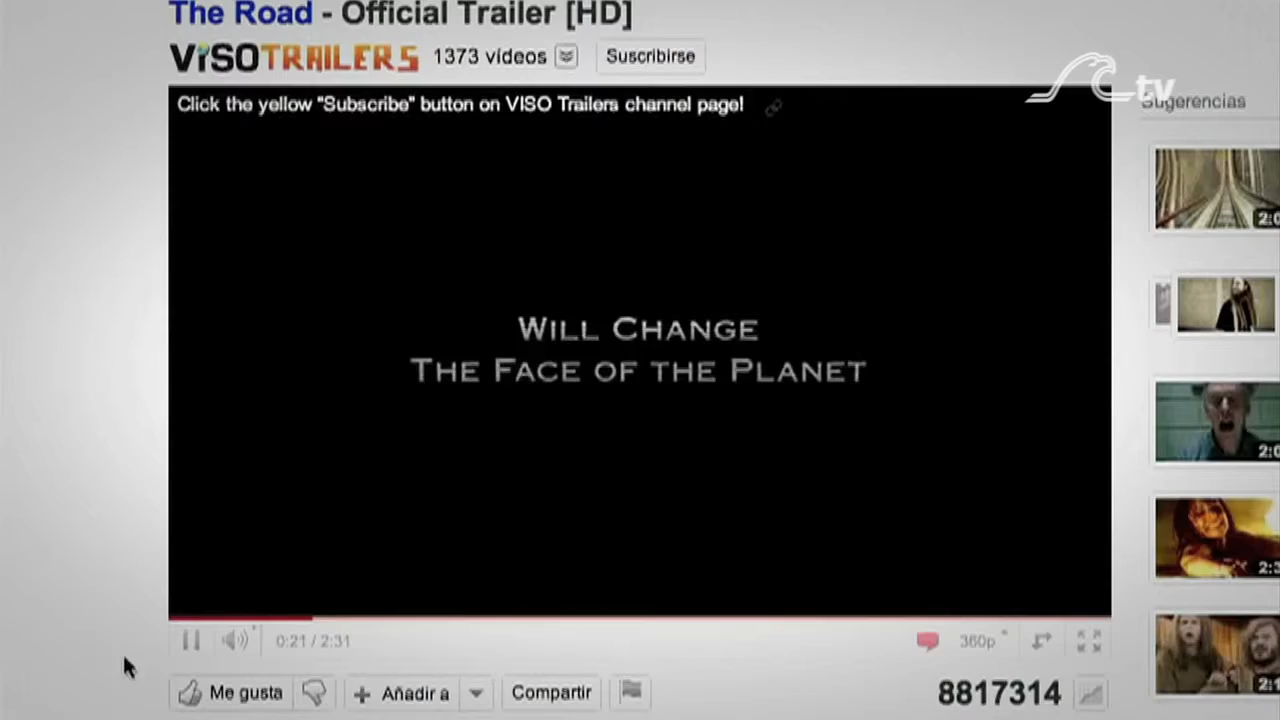 The Road - Official Trailer [HD]
ViSOTRAILERS 1373 vídeos Suscribirse
tv
Sugerencias
Click the yellow "Subscribe" button on VISO Trailers channel page!
WILL CHANGE
THE FACE OF THE PLANET
0:21 / 2:31
360p
Me gusta
Añadir a
Compartir
8817314